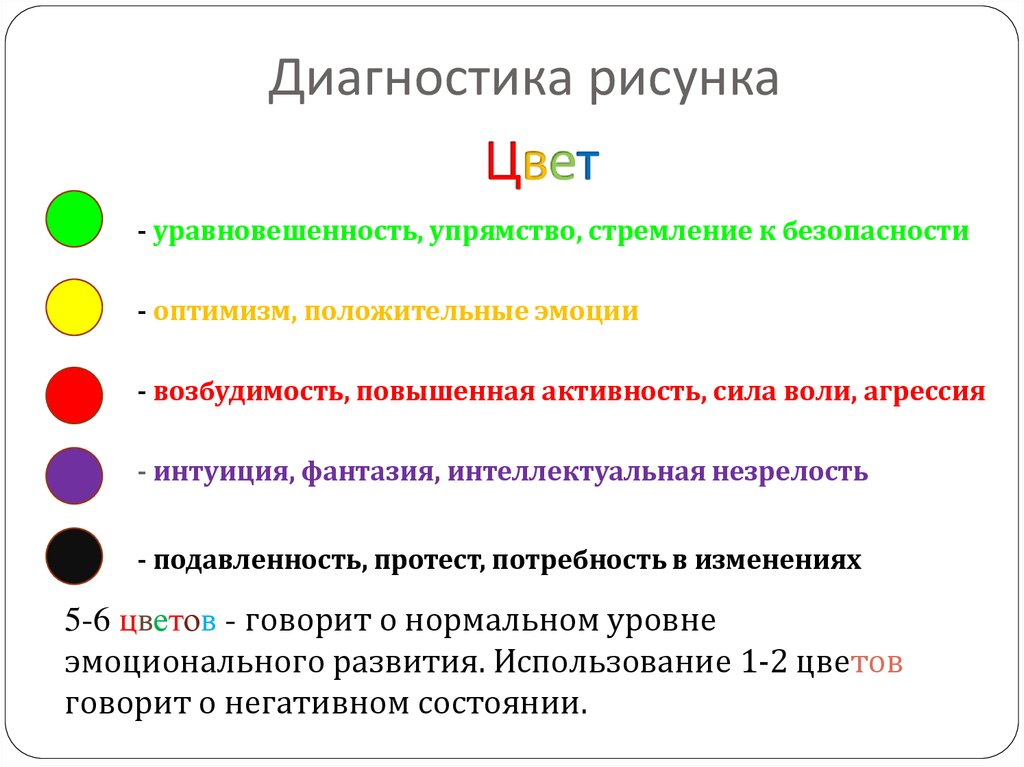 Диагностика рисунка
Цвет
- уравновешенность, упрямство, стремление к безопасности
- оптимизм, положительные эмоции
- возбудимость, повышенная активность, сила воли, агрессия
- интуиция, фантазия, интеллектуальная незрелость
- подавленность, протест, потребность в изменениях
5-6 цветов - говорит о нормальном уровне
эмоционального развития. Использование 1-2 цветов
говорит о негативном состоянии.